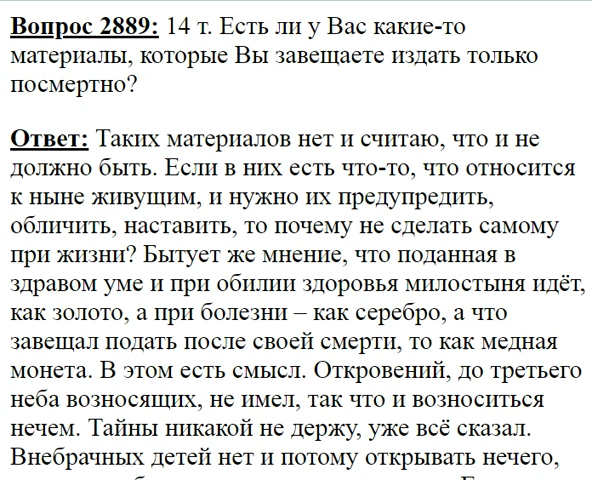 Вопрос 2889: 14 т. Есть ли у Вас какие-то
материалы, которые Вы завещаете издать только
посмертно?
Ответ: Таких материалов нет и считаю, что и не
должно быть. Если в них есть что-то, что относится
к ныне живущим, и нужно их предупредить,
обличить, наставить, то почему не сделать самому
при жизни? Бытует же мнение, что поданная в
здравом уме и при обилии здоровья милостыня идёт,
как золото, а при болезни – как серебро, а что
завещал подать после своей смерти, то как медная
монета. В этом есть смысл. Откровений, до третьего
неба возносящих, не имел, так что и возноситься
нечем. Тайны никакой не держу, уже всё сказал.
Внебрачных детей нет и потому открывать нечего,